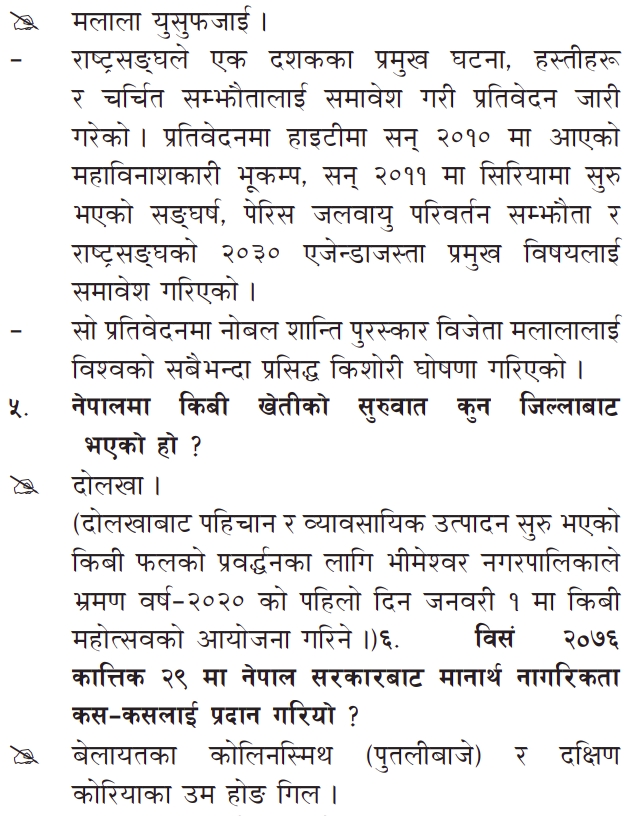 मलाला युसुफजाई ।
– राष्ट्रसङ्घले एक दशकका प्रमुख घटना, हस्तीहरू
र चर्चित सम्झौतालाई समावेश गरी प्रतिवेदन जारी
गरेको । प्रतिवेदनमा हाइटीमा सन् २०१० मा आएको
महाविनाशकारी भूकम्प, सन् २०११ मा सिरियामा सुरु
भएको सङ्घर्ष, पेरिस जलवायु परिवर्तन सम्झौता र
राष्ट्रसङ्घको २०३० एजेन्डाजस्ता प्रमुख विषयलाई
समावेश गरिएको ।
– सो प्रतिवेदनमा नोबल शान्ति पुरस्कार विजेता मलालालाई
विश्वको सबैभन्दा प्रसिद्ध किशोरी घोषणा गरिएको ।
५. नेपालमा किबी खेतीको सुरुवात कुन जिल्लाबाट
भएको हो ?
दोलखा ।
(दोलखाबाट पहिचान र व्यावसायिक उत्पादन सुरु भएको
किबी फलको प्रवर्द्धनका लागि भीमेश्वर नगरपालिकाले
भ्रमण वर्ष–२०२० को पहिलो दिन जनवरी १ मा किबी
महोत्सवको आयोजना गरिने ।)६. विसं २०७६
कात्तिक २९ मा नेपाल सरकारबाट मानार्थ नागरिकता
कस–कसलाई प्रदान गरियो ?
बेलायतका कोलिनस्मिथ (पुतलीबाजे) र दक्षिण
कोरियाका उम होङ गिल ।